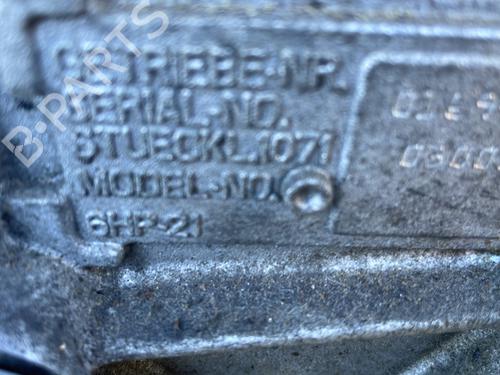 GETRIEBE-NR.
SERIAL-NO.
STUECKL.1071
MODEL-NO.
6HP-21
B-PARTS